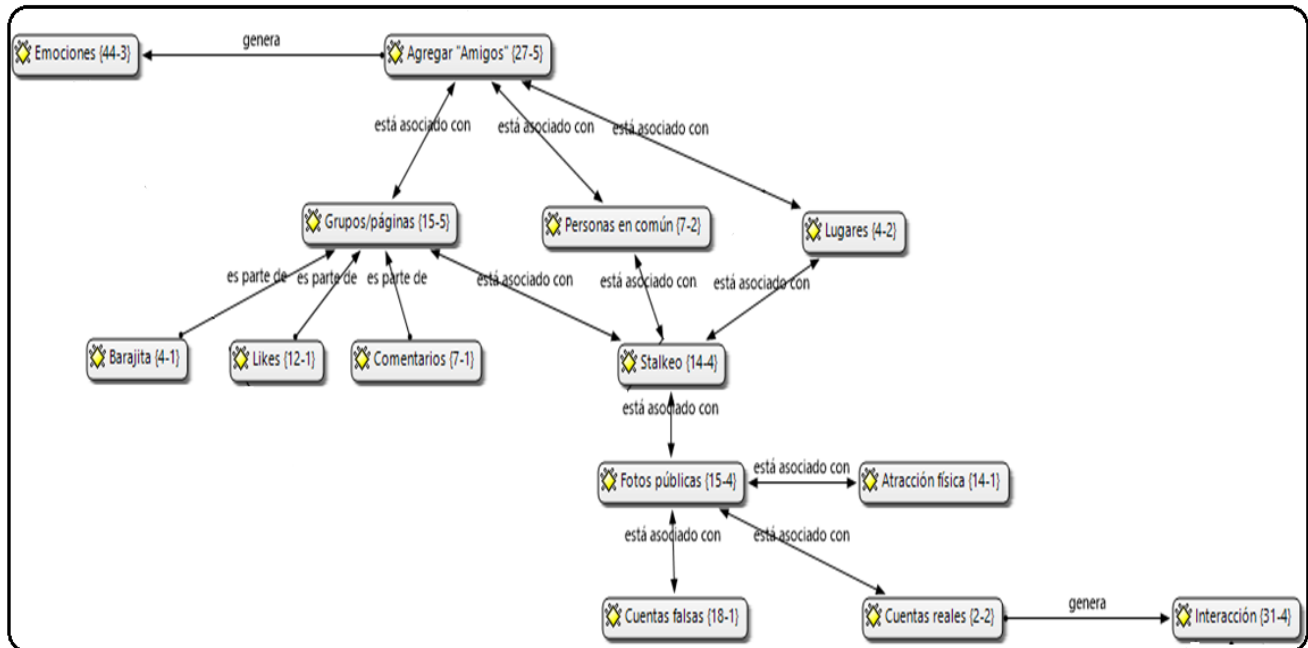 genera
Emociones {44-3}
Agregar "Amigos" {27-5}
está asociado con
está asociado con
está asociado con
Grupos/páginas {15-5}
Personas en común {7-2}
Lugares {4-2}
es parte de
es parte de
es parte de
está asociado con
está asociado con
está asociado con
Barajita {4-1}
Likes {12-1}
Comentarios {7-1}
Stalkeo {14-4}
está asociado con
está asociado con
Fotos públicas {15-4}
Atracción física {14-1}
está asociado con
está asociado con
genera
Cuentas falsas {18-1}
Cuentas reales {2-2}
Interacción {31-4}